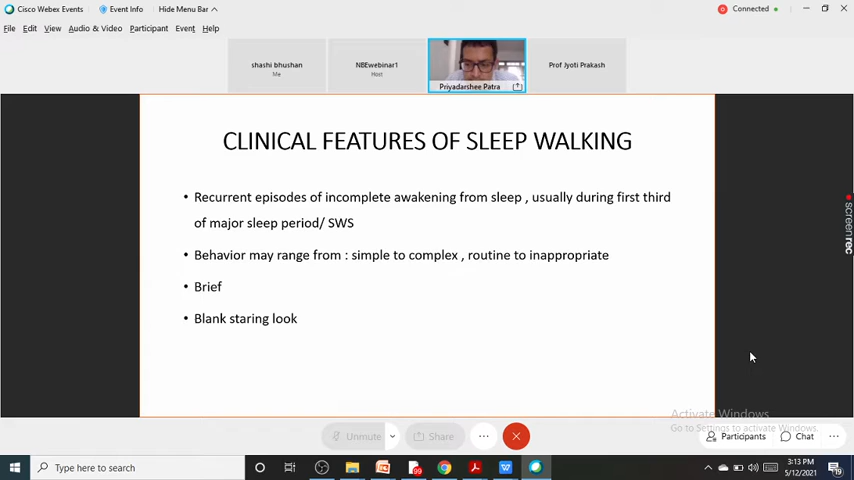 Cisco Webex Events
Event Info
Hide Menu Bar
Connected
File Edit View Audio & Video Participant Event Help
shashi bhushan
Me
NBEwebinar1
Host
Priyadarshee Patra
Prof Jyoti Prakash
CLINICAL FEATURES OF SLEEP WALKING
• Recurrent episodes of incomplete awakening from sleep , usually during first third
of major sleep period/ SWS
• Behavior may range from : simple to complex , routine to inappropriate
• Brief
• Blank staring look
screenrec
Activate Windows
Go to Settings to activate Windows.
Unmute
Share
Participants
Chat
Type here to search
99
3:13 PM
5/12/2021
19